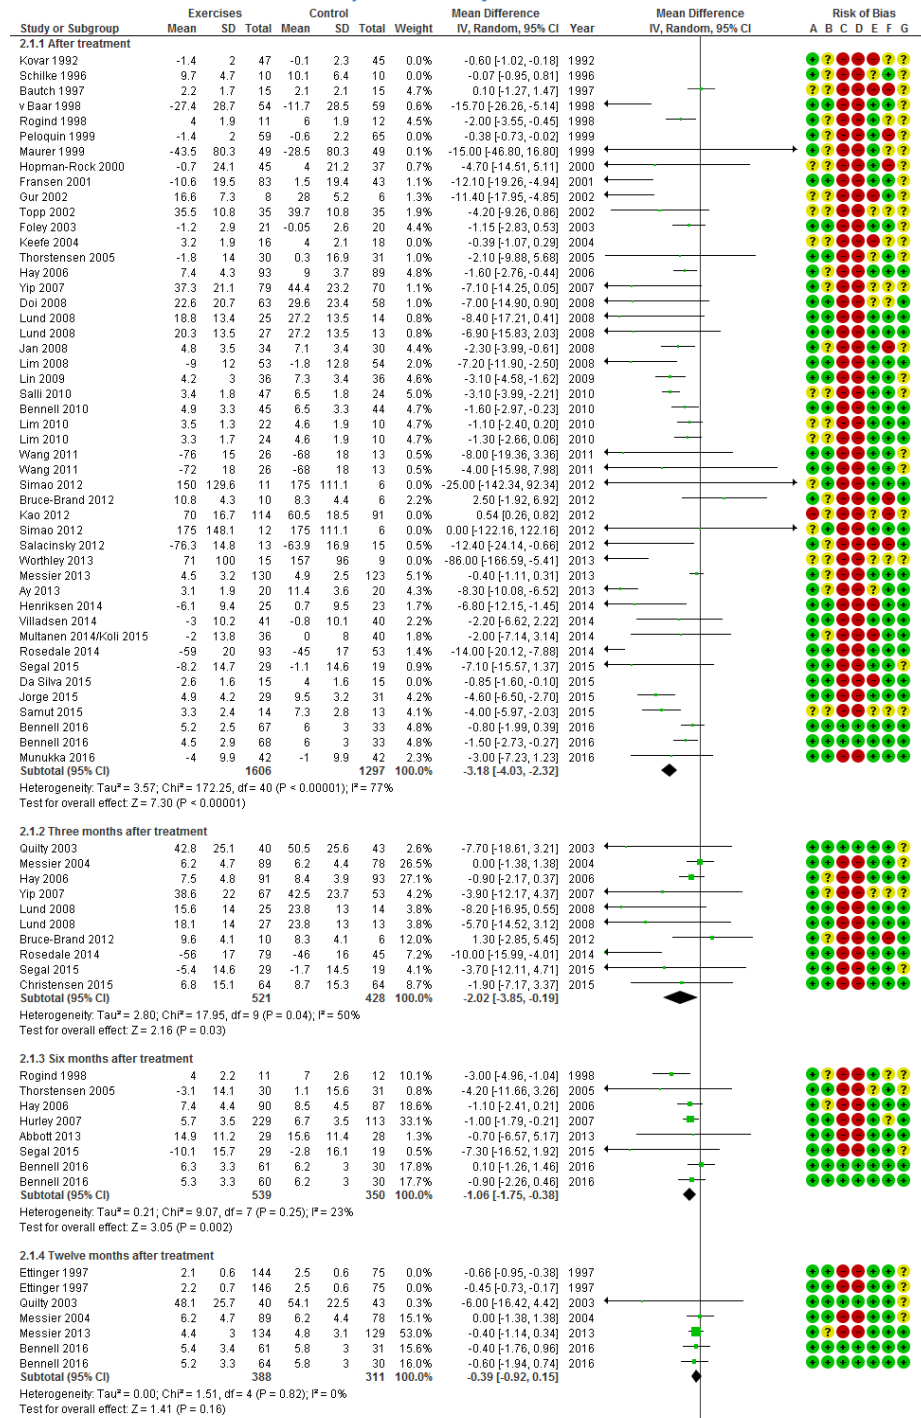 Exercises Control Mean Difference Mean Difference Risk of Bias
Study or Subgroup Mean SD Total Mean SD Total Weight IV, Random, 95% CI Year IV, Random, 95% CI A B C D E F G
2.1.1 After treatment
Kovar 1992 -1.4 2 47 -0.1 2.3 45 0.0% -0.60 [-1.02, -0.18] 1992 + ? - - - ? ?
Schilke 1996 9.7 4.7 10 10.1 6.4 10 0.0% -0.07 [-0.95, 0.81] 1996 + ? - - ? + ?
Bautch 1997 2.2 1.7 15 2.1 2.1 15 4.7% 0.10 [-1.27, 1.47] 1997 ? ? - - - - ?
v Baar 1998 -27.4 28.7 54 -11.7 28.5 59 0.6% -15.70 [-26.26, -5.14] 1998 + + - - + + ?
Rogind 1998 4 1.9 11 6 1.9 12 4.5% -2.00 [-3.55, -0.45] 1998 + ? - - + ? ?
Peloquin 1999 -1.4 2 59 -0.6 2.2 65 0.0% -0.38 [-0.73, -0.02] 1999 + ? - - + - ?
Maurer 1999 -43.5 80.3 49 -28.5 80.3 49 0.1% -15.00 [-46.80, 16.80] 1999 + + - - + ? ?
Hopman-Rock 2000 -0.7 24.1 45 4 21.2 37 0.7% -4.70 [-14.51, 5.11] 2000 ? ? - - + - ?
Fransen 2001 -10.6 19.5 83 1.5 19.4 43 1.1% -12.10 [-19.26, -4.94] 2001 + + - - + + ?
Gur 2002 16.6 7.3 8 28 5.2 6 1.3% -11.40 [-17.95, -4.85] 2002 ? ? - - - + ?
Topp 2002 35.5 10.8 35 39.7 10.8 35 1.8% -4.20 [-9.26, 0.86] 2002 ? ? - - ? ? ?
Foley 2003 -1.2 2.9 21 -0.05 2.6 20 4.3% -1.15 [-2.83, 0.53] 2003 + + - - + + ?
Keefe 2004 3.2 1.9 16 4 2.1 18 0.0% -0.39 [-1.07, 0.29] 2004 ? ? - - - ? ?
Thorstensen 2005 -1.8 14 30 0.3 16.9 31 1.0% -2.10 [-9.88, 5.68] 2005 + + - - ? + ?
Hay 2006 7.4 4.3 93 9 3.7 89 4.9% -1.60 [-2.76, -0.44] 2006 + ? - - + + +
Yip 2007 37.3 21.1 79 44.4 23.2 70 1.1% -7.10 [-14.25, 0.05] 2007 + + - - ? ? ?
Doi 2008 22.6 20.7 63 29.6 23.4 58 1.0% -7.00 [-14.90, 0.90] 2008 + ? - - ? ? ?
Lund 2008 18.8 13.4 25 27.2 13.5 14 0.8% -8.40 [-17.21, 0.41] 2008 + + - - + + +
Lund 2008 20.3 13.5 27 27.2 13.5 13 0.8% -6.90 [-15.83, 2.03] 2008 + + - - + + +
Jan 2008 4.8 3.5 34 7.1 3.4 30 4.3% -2.30 [-3.99, -0.61] 2008 + ? - - + - ?
Lim 2008 -9 12 53 -1.8 12.8 54 2.0% -7.20 [-11.90, -2.50] 2008 + + - - + + +
Lin 2009 4.2 3 36 7.3 3.4 36 4.6% -3.10 [-4.58, -1.62] 2009 + + - - + + ?
Salli 2010 3.4 1.8 47 6.5 1.8 24 5.2% -3.10 [-3.99, -2.21] 2010 ? ? - - + + ?
Bennell 2010 4.9 3.3 45 6.5 3.3 44 4.7% -1.60 [-2.97, -0.23] 2010 + + - - + + +
Lim 2010 3.5 1.3 22 4.6 1.9 10 4.8% -1.10 [-2.40, 0.20] 2010 ? ? - - + + +
Lim 2010 3.3 1.7 24 4.6 1.9 10 4.7% -1.30 [-2.66, 0.06] 2010 ? ? - - + + +
Wang 2011 -76 15 26 -68 18 13 0.5% -8.00 [-19.36, 3.36] 2011 + + - - + + ?
Wang 2011 -72 18 26 -68 18 13 0.5% -4.00 [-15.98, 7.98] 2011 + + - - + + ?
Simao 2012 150 129.6 11 175 111.1 6 0.0% -25.00 [-142.34, 92.34] 2012 ? + - - + + +
Bruce-Brand 2012 10.8 4.3 10 8.3 4.4 6 2.1% 2.50 [-1.92, 6.92] 2012 + ? - - + - +
Kao 2012 70 16.7 114 60.5 18.5 91 0.0% 0.54 [0.26, 0.82] 2012 - ? - - ? - ?
Simao 2012 175 148.1 12 175 111.1 6 0.0% 0.00 [-122.16, 122.16] 2012 ? + - - + + +
Salacinsky 2012 -76.3 14.8 13 -63.9 16.9 15 0.5% -12.40 [-24.14, -0.66] 2012 + + - - - - ?
Worthley 2013 71 100 15 157 96 9 0.0% -86.00 [-166.59, -5.41] 2013 + ? - - - + +
Messier 2013 4.5 3.2 130 4.9 2.5 123 5.3% -0.40 [-1.11, 0.31] 2013 + ? - - + + +
Ay 2013 3.1 1.9 20 11.4 3.6 20 4.2% -8.30 [-10.08, -6.52] 2013 + ? - - + + ?
Henriksen 2014 -6.1 9.4 25 0.7 9.5 23 1.7% -6.80 [-12.15, -1.45] 2014 + + - - - + +
Villadsen 2014 -3 10.2 41 -0.8 10.1 40 2.1% -2.20 [-6.62, 2.22] 2014 + + - - + + +
Multanen 2014/Koli 2015 -2 13.8 36 0 8 40 1.8% -2.00 [-7.14, 3.14] 2014 + ? - - + + +
Rosedale 2014 -59 20 93 -45 17 53 1.4% -14.00 [-20.12, -7.88] 2014 + + - - + + +
Segal 2015 -8.2 14.7 29 -1.1 14.6 19 0.9% -7.10 [-15.57, 1.37] 2015 + + - - + + ?
Da Silva 2015 2.6 1.6 15 4 1.6 15 0.0% -0.85 [-1.60, -0.10] 2015 + + - - - + +
Jorge 2015 4.9 4.2 29 9.5 3.2 31 4.1% -4.60 [-6.50, -2.70] 2015 + + - - + + +
Samut 2015 3.3 2.4 14 7.3 2.8 13 4.0% -4.00 [-5.97, -2.03] 2015 ? ? - - ? ? ?
Bennell 2016 5.2 2.5 67 6 3 33 4.8% -0.80 [-1.99, 0.39] 2016 + + + + + + +
Bennell 2016 4.5 2.9 68 6 3 33 4.8% -1.50 [-2.73, -0.27] 2016 + + + + + + +
Munukka 2016 -4 9.9 42 -1 9.9 42 2.3% -3.00 [-7.23, 1.23] 2016 + + - - + + +
Subtotal (95% CI) 1606 1297 100.0% -3.18 [-4.03, -2.32]
Heterogeneity: Tau² = 3.57; Chi² = 172.25, df = 40 (P < 0.00001); I² = 77%
Test for overall effect: Z = 7.30 (P < 0.00001)
2.1.2 Three months after treatment
Quilty 2003 42.8 25.1 40 50.5 25.6 43 2.6% -7.70 [-18.61, 3.21] 2003 + + + + + + ?
Messier 2004 6.2 4.7 89 6.2 4.4 78 26.5% 0.00 [-1.38, 1.38] 2004 + + - - + + ?
Hay 2006 7.5 4.8 91 8.4 3.9 93 27.1% -0.90 [-2.17, 0.37] 2006 + ? - - + + +
Yip 2007 38.6 22 67 42.5 23.7 53 4.2% -3.90 [-12.17, 4.37] 2007 + + - - ? ? ?
Lund 2008 15.6 14 25 23.8 13 14 3.8% -8.20 [-16.95, 0.55] 2008 + + - - + + +
Lund 2008 18.1 14 27 23.8 13 13 3.8% -5.70 [-14.52, 3.12] 2008 + + - - + + +
Bruce-Brand 2012 9.6 4.1 10 8.3 4.1 6 12.0% 1.30 [-2.85, 5.45] 2012 + ? - - + - +
Rosedale 2014 -56 17 79 -46 16 45 7.1% -10.00 [-15.99, -4.01] 2014 + + - - + + +
Segal 2015 -5.4 14.6 29 -1.7 14.5 19 4.1% -3.70 [-12.11, 4.71] 2015 + + - - + + ?
Christensen 2015 6.8 15.1 64 8.7 15.3 64 8.8% -1.90 [-7.17, 3.37] 2015 + + - - + + +
Subtotal (95% CI) 521 428 100.0% -2.02 [-3.85, -0.19]
Heterogeneity: Tau² = 2.80; Chi² = 17.95, df = 9 (P = 0.04); I² = 50%
Test for overall effect: Z = 2.16 (P = 0.03)
2.1.3 Six months after treatment
Rogind 1998 4 2.2 11 7 2.6 12 10.1% -3.00 [-4.96, -1.04] 1998 + ? - - + ? ?
Thorstensen 2005 -3.1 14.1 30 1.1 15.6 31 0.8% -4.20 [-11.66, 3.26] 2005 + + - - ? + ?
Hay 2006 7.4 4.4 90 8.5 4.5 87 18.6% -1.10 [-2.41, 0.21] 2006 + ? - - + + +
Hurley 2007 5.7 3.5 229 6.7 3.5 113 33.1% -1.00 [-1.79, -0.21] 2007 + + - - + ? +
Abbott 2013 14.9 11.2 29 15.6 11.4 28 1.3% -0.70 [-6.57, 5.17] 2013 + + - - + + +
Segal 2015 -10.1 15.7 29 -2.8 16.1 19 0.5% -7.30 [-16.52, 1.92] 2015 + + - - + + ?
Bennell 2016 6.3 3.3 61 6.2 3 30 17.8% 0.10 [-1.26, 1.46] 2016 + + + + + + +
Bennell 2016 5.3 3.3 60 6.2 3 30 17.7% -0.90 [-2.26, 0.46] 2016 + + + + + + +
Subtotal (95% CI) 539 350 100.0% -1.06 [-1.75, -0.38]
Heterogeneity: Tau² = 0.21; Chi² = 9.07, df = 7 (P = 0.25); I² = 23%
Test for overall effect: Z = 3.05 (P = 0.002)
2.1.4 Twelve months after treatment
Ettinger 1997 2.1 0.6 144 2.5 0.6 75 0.0% -0.66 [-0.95, -0.38] 1997 + + - - + + ?
Ettinger 1997 2.2 0.7 146 2.5 0.6 75 0.0% -0.45 [-0.73, -0.17] 1997 + + - - + + ?
Quilty 2003 48.1 25.7 40 54.1 22.5 43 0.3% -6.00 [-16.42, 4.42] 2003 + + + + + + ?
Messier 2004 6.2 4.7 89 6.2 4.4 78 15.1% 0.00 [-1.38, 1.38] 2004 + + - - + + ?
Messier 2013 4.4 3 134 4.8 3.1 129 53.0% -0.40 [-1.14, 0.34] 2013 + ? - - + + +
Bennell 2016 5.4 3.4 61 5.8 3 31 15.6% -0.40 [-1.76, 0.96] 2016 + + + + + + +
Bennell 2016 5.2 3.3 64 5.8 3 30 16.0% -0.60 [-1.94, 0.74] 2016 + + + + + + +
Subtotal (95% CI) 388 311 100.0% -0.39 [-0.92, 0.15]
Heterogeneity: Tau² = 0.00; Chi² = 1.51, df = 4 (P = 0.82); I² = 0%
Test for overall effect: Z = 1.41 (P = 0.16)